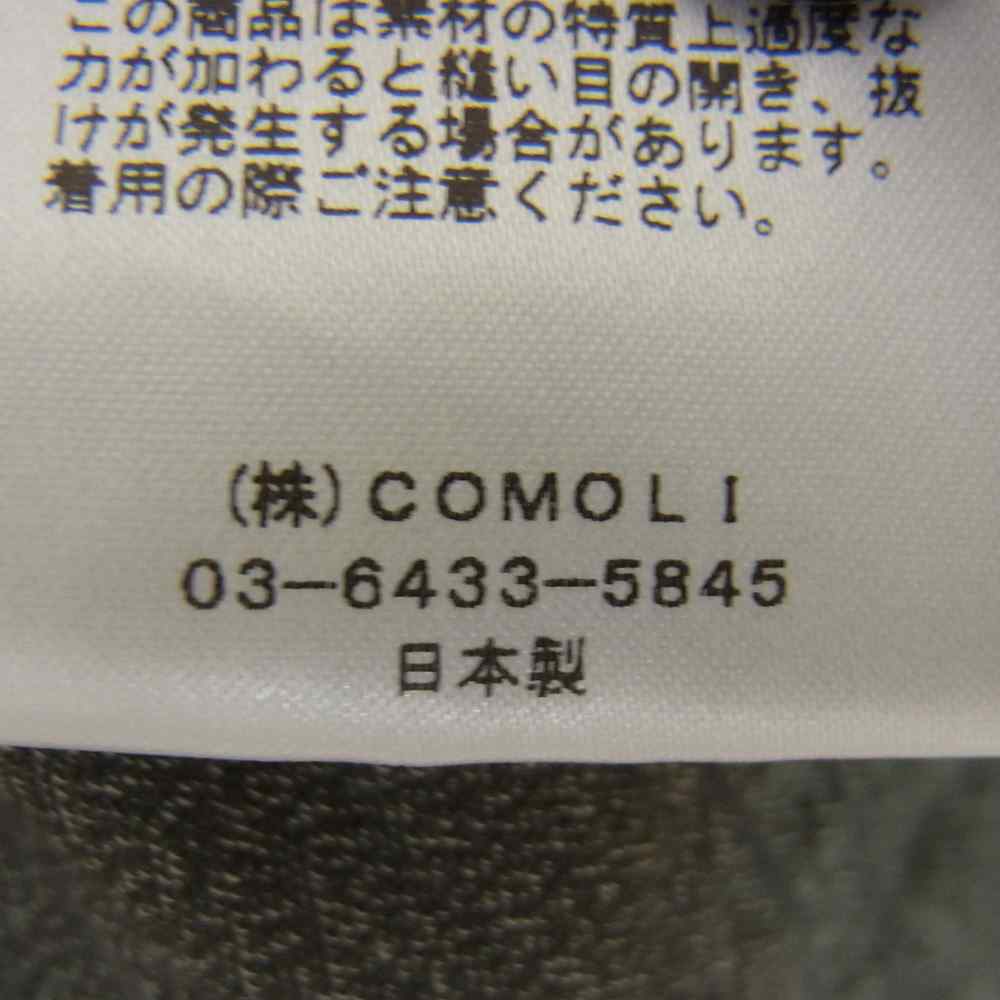 この商品は素材の特質上過度な
力が加わると縫い目の開き、抜
けが発生する場合があります。
着用の際ご注意ください。
(株)COMOLI
03-6433-5845
日本製